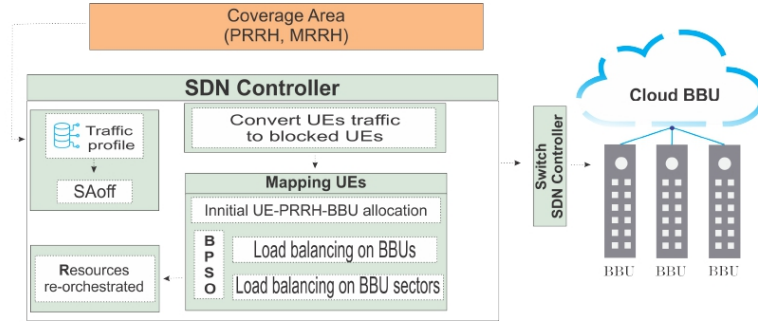 Coverage Area
(PRRH, MRRH)
SDN Controller
Traffic
profile
SAoff
Convert UEs traffic
to blocked UEs
Mapping UEs
Innitial UE-PRRH-BBU allocation
B
P
S
O
Load balancing on BBUs
Load balancing on BBU sectors
Resources
re-orchestrated
Switch
SDN Controller
Cloud BBU
BBU
BBU
BBU